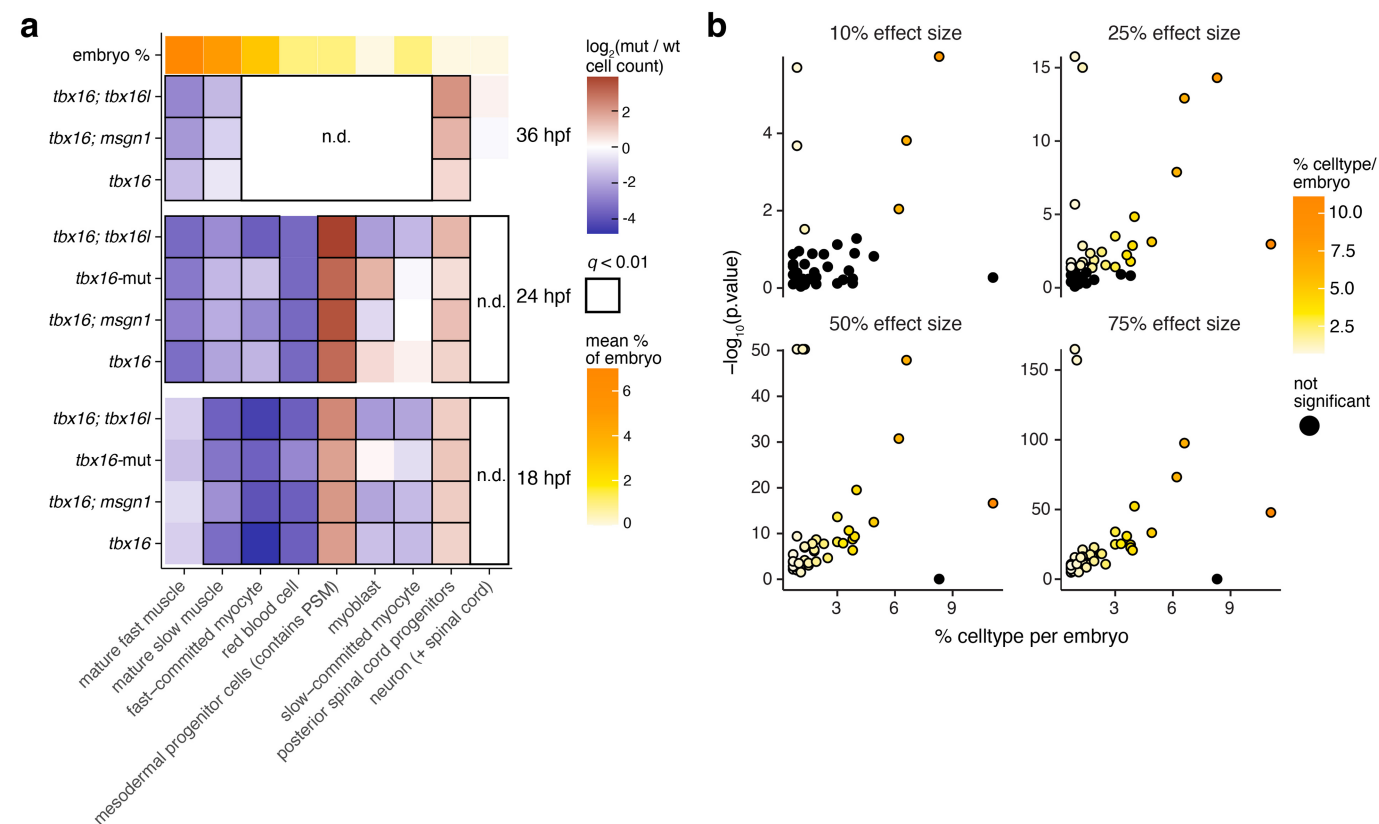 a
embryo %
tbx16; tbx16l
tbx16; msgn1
tbx16
n.d.
36 hpf
tbx16; tbx16l
tbx16-mut
tbx16; msgn1
tbx16
n.d.
24 hpf
tbx16; tbx16l
tbx16-mut
tbx16; msgn1
tbx16
n.d.
18 hpf
mature fast muscle
mature slow muscle
fast−committed myocyte
red blood cell
mesodermal progenitor cells (contains PSM)
myoblast
slow−committed myocyte
posterior spinal cord progenitors
neuron (+ spinal cord)
log2(mut / wt
cell count)
2
0
-2
-4
q < 0.01
mean %
of embryo
6
4
2
0
b
10% effect size
4
2
0
25% effect size
15
10
5
0
50% effect size
50
40
30
20
10
0
3
6
9
75% effect size
150
100
50
0
3
6
9
−log10(p.value)
% celltype per embryo
% celltype/
embryo
10.0
7.5
5.0
2.5
not
significant